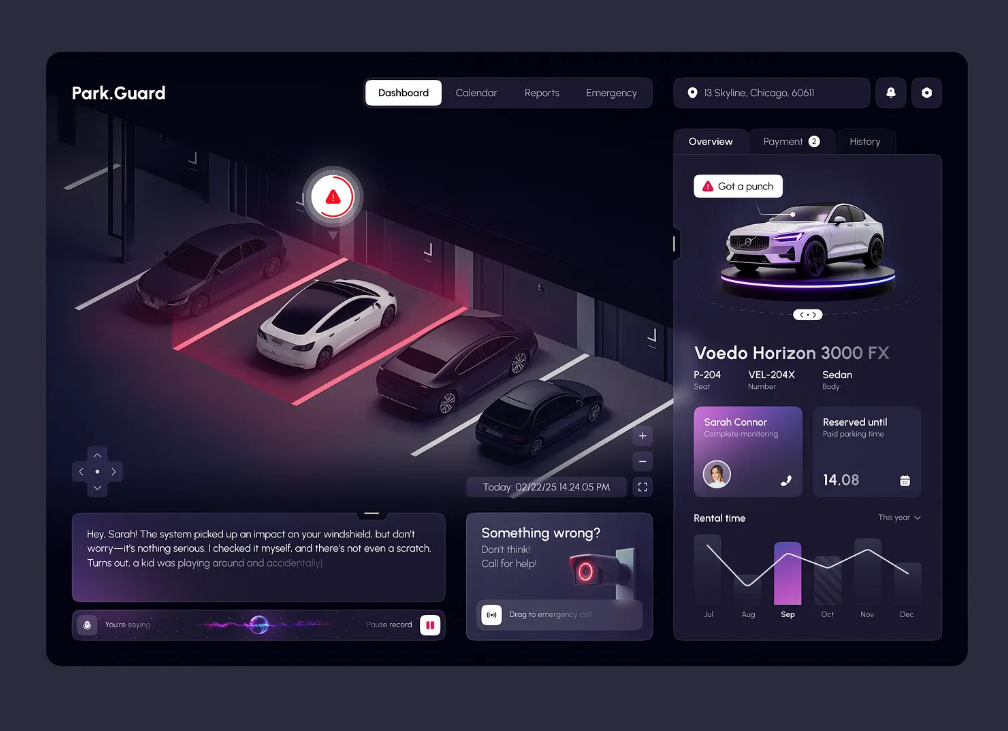 Park.Guard
Dashboard
Calendar
Reports
Emergency
13 Skyline, Chicago, 60611
Overview
Payment 2
History
Got a punch
Voedo Horizon 3000 FX
P-204
Seat
VEL-204X
Number
Sedan
Body
Sarah Connor
Complete monitoring
Reserved until
Paid parking time
14.08
Rental time
This year
Jul
Aug
Sep
Oct
Nov
Dec
Today: 02/22/25 14.24.05 PM
Hey, Sarah! The system picked up an impact on your windshield, but don't
worry—it's nothing serious. I checked it myself, and there's not even a scratch.
Turns out, a kid was playing around and accidentally|
You're saying
Pause record
Something wrong?
Don't think!
Call for help!
Drag to emergency call